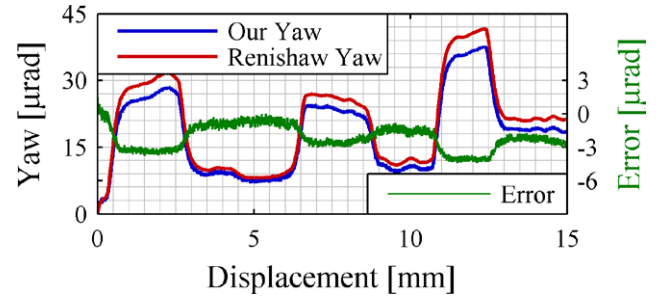 45
30
15
0
Yaw [μrad]
Our Yaw
Renishaw Yaw
3
0
-3
-6
Error [μrad]
Error
0
5
10
15
Displacement [mm]